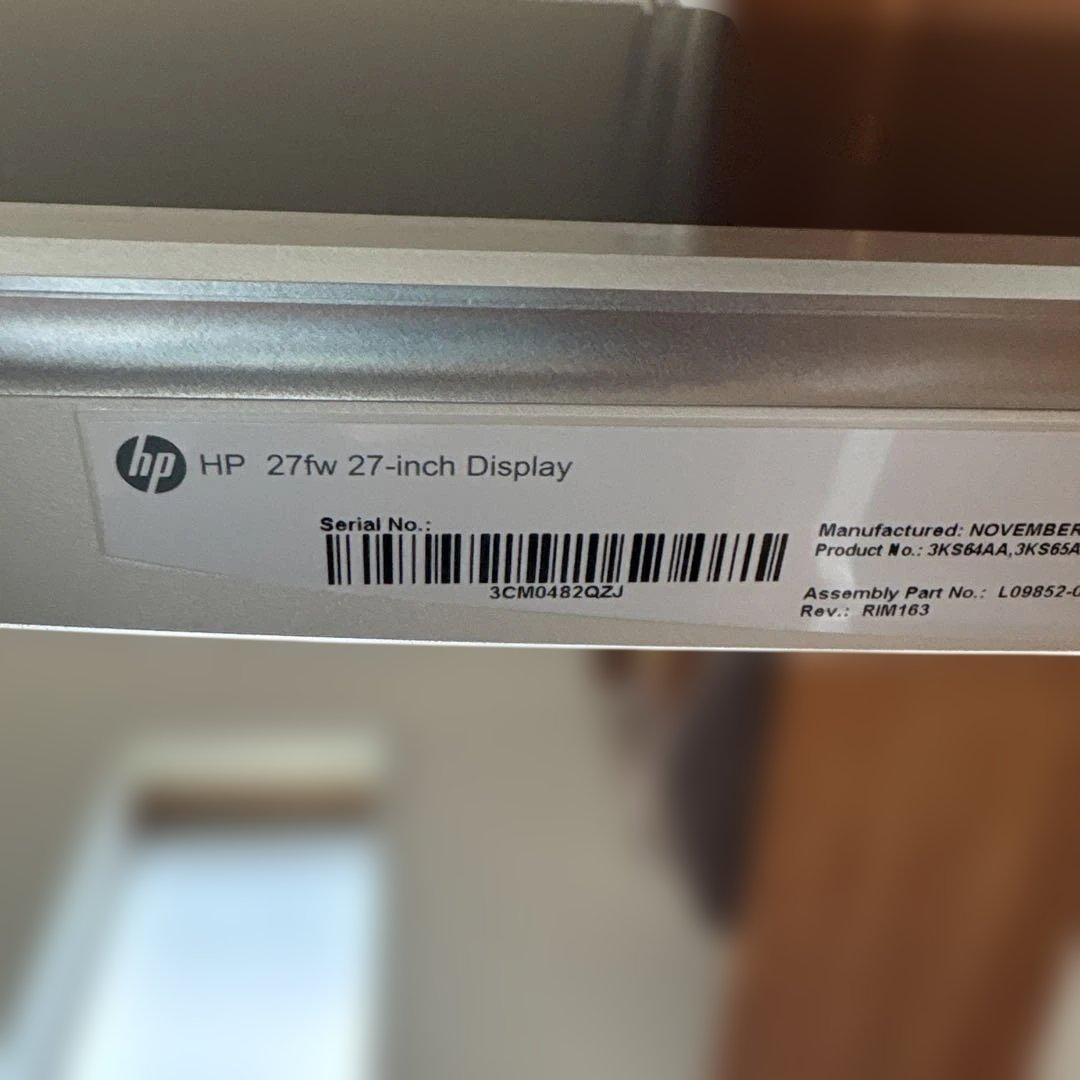 hp HP 27fw 27-inch Display
Serial No.:
3CM0482QZJ
Manufactured: NOVEMBER
Product No.: 3KS64AA,3KS65A
Assembly Part No.: L09852-0
Rev.: RIM163